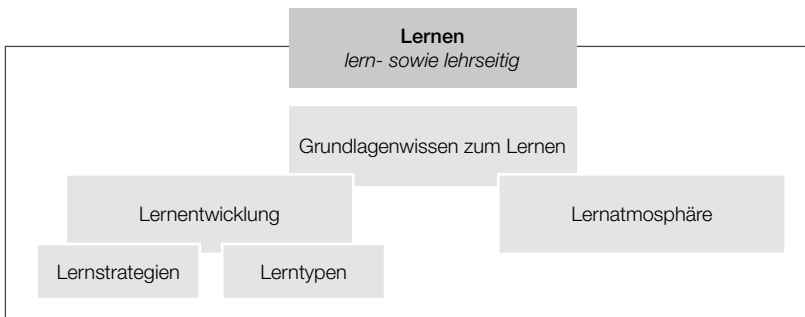 Lernen
lern- sowie lehrseitig
Grundlagenwissen zum Lernen
Lernentwicklung
Lernatmosphäre
Lernstrategien
Lerntypen